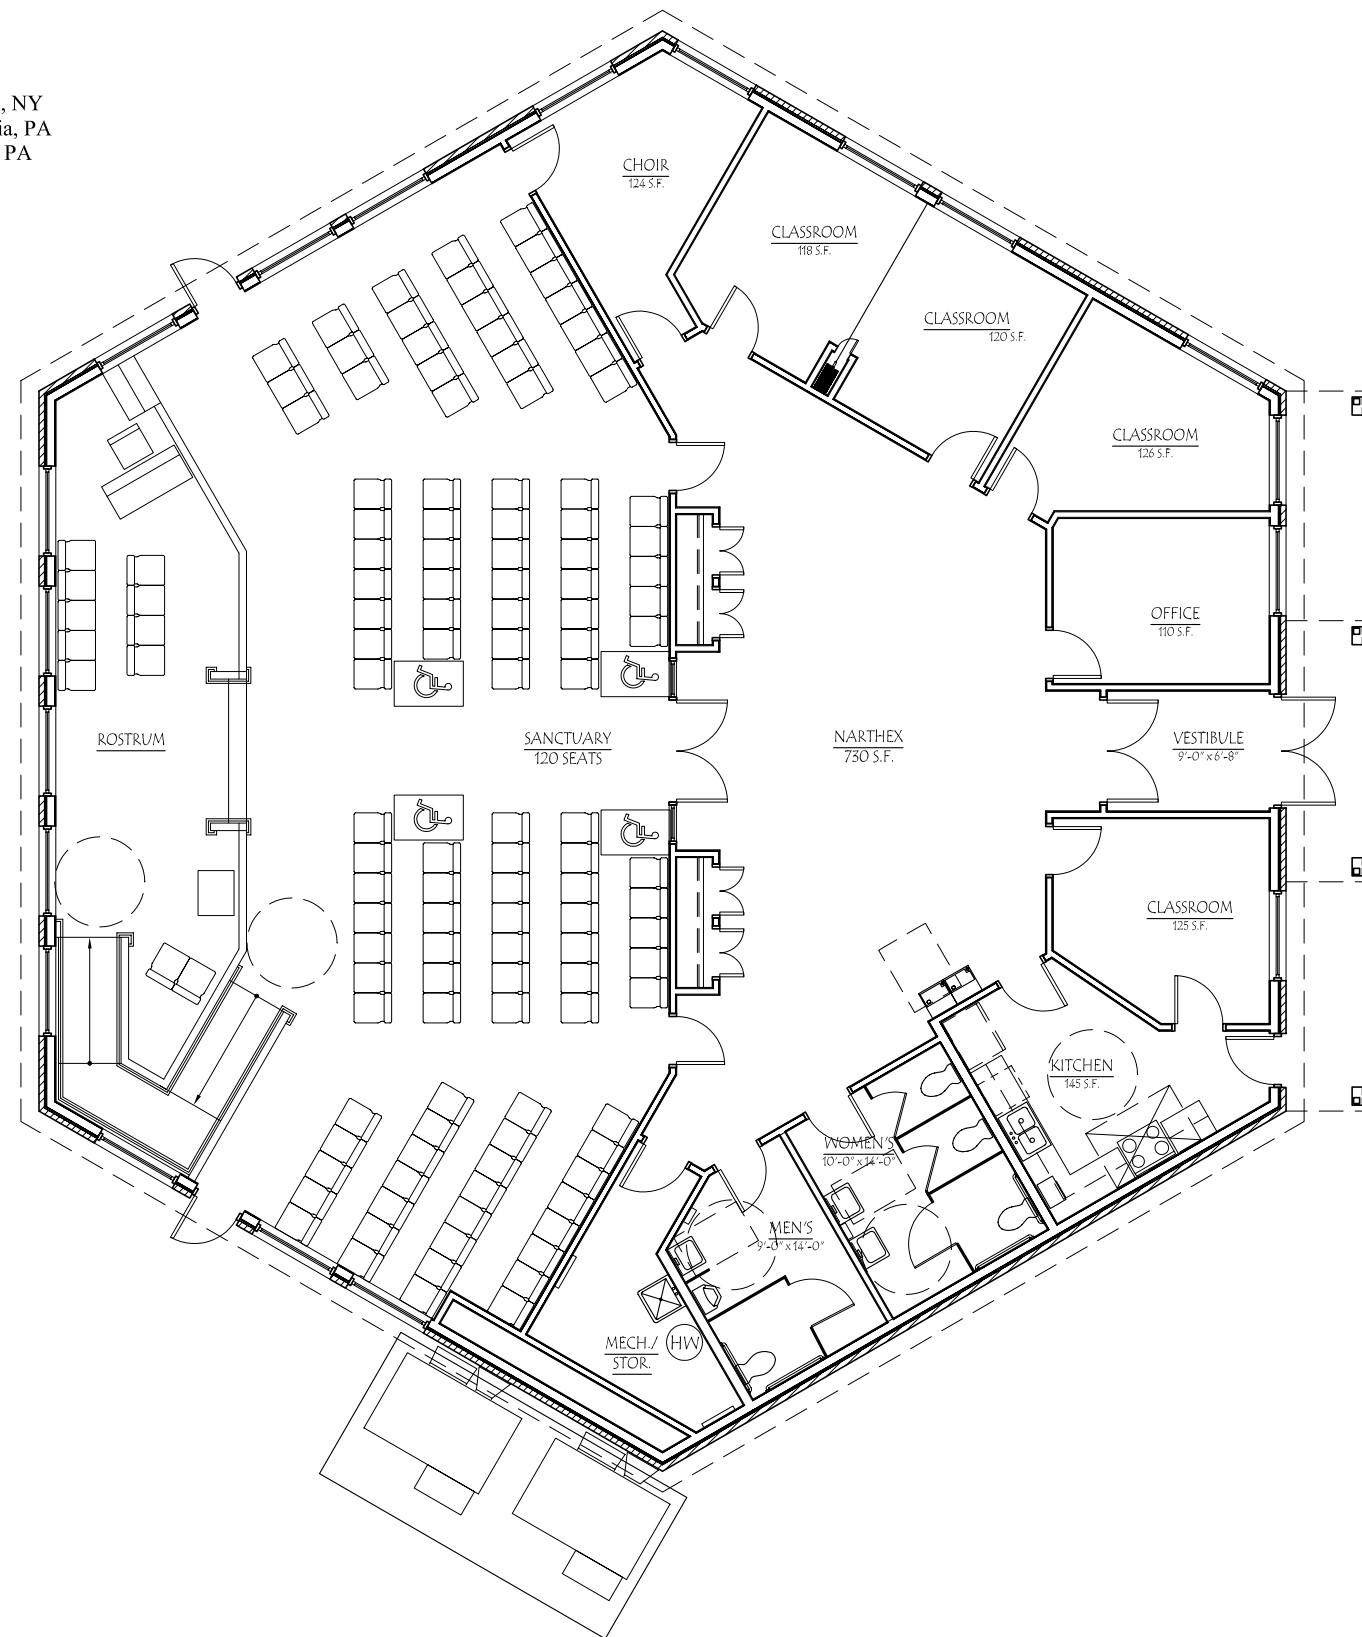 , NY
ia, PA
PA
CHOIR
124 S.F.
CLASSROOM
118 S.F.
CLASSROOM
120 S.F.
CLASSROOM
126 S.F.
OFFICE
110 S.F.
ROSTRUM
SANCTUARY
120 SEATS
NARTHEX
730 S.F.
VESTIBULE
9'-0" x 6'-8"
CLASSROOM
125 S.F.
KITCHEN
145 S.F.
WOMEN'S
10'-0" x 14'-0"
MEN'S
9'-0" x 14'-0"
MECH./
STOR.
HW